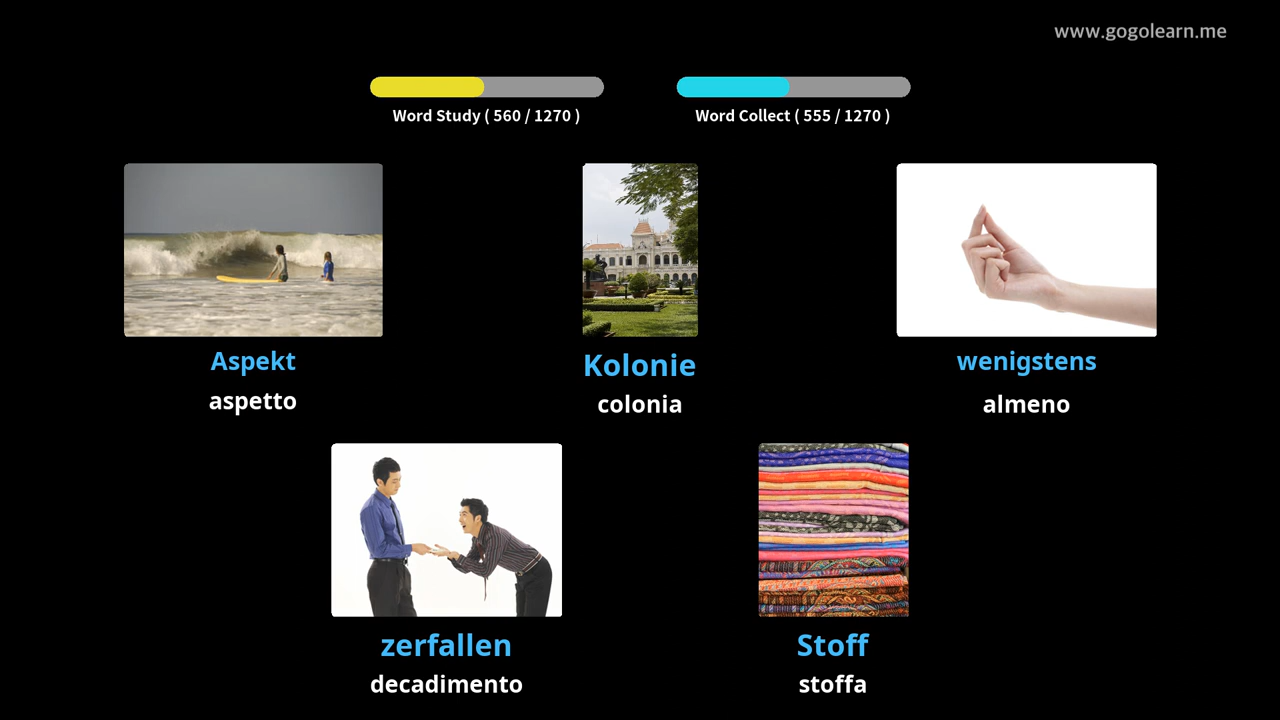 www.gogolearn.me
Word Study ( 560 / 1270 )
Word Collect ( 555 / 1270 )
Aspekt
aspetto
Kolonie
colonia
wenigstens
almeno
zerfallen
decadimento
Stoff
stoffa